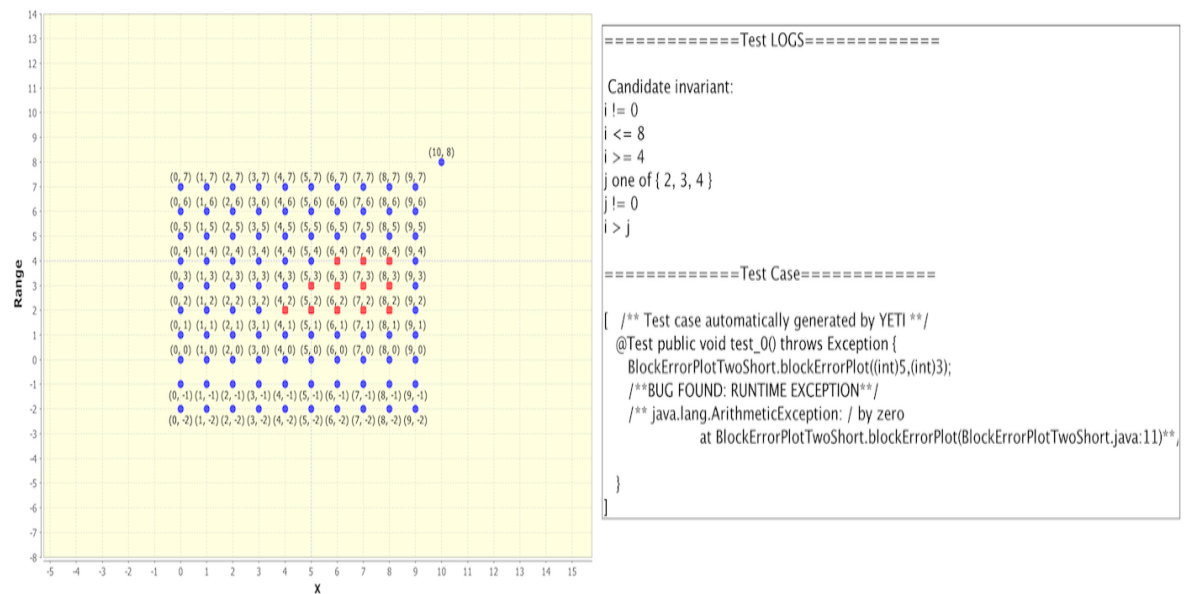 14
13
12
11
10
9
(10, 8)
8
(0, 7) (1, 7) (2, 7) (3, 7) (4, 7) (5, 7) (6, 7) (7, 7) (8, 7) (9, 7)
7
(0, 6) (1, 6) (2, 6) (3, 6) (4, 6) (5, 6) (6, 6) (7, 6) (8, 6) (9, 6)
6
(0, 5) (1, 5) (2, 5) (3, 5) (4, 5) (5, 5) (6, 5) (7, 5) (8, 5) (9, 5)
5
(0, 4) (1, 4) (2, 4) (3, 4) (4, 4) (5, 4) (6, 4) (7, 4) (8, 4) (9, 4)
4
(0, 3) (1, 3) (2, 3) (3, 3) (4, 3) (5, 3) (6, 3) (7, 3) (8, 3) (9, 3)
3
(0, 2) (1, 2) (2, 2) (3, 2) (4, 2) (5, 2) (6, 2) (7, 2) (8, 2) (9, 2)
2
(0, 1) (1, 1) (2, 1) (3, 1) (4, 1) (5, 1) (6, 1) (7, 1) (8, 1) (9, 1)
1
(0, 0) (1, 0) (2, 0) (3, 0) (4, 0) (5, 0) (6, 0) (7, 0) (8, 0) (9, 0)
0
-1
(0, -1) (1, -1) (2, -1) (3, -1) (4, -1) (5, -1) (6, -1) (7, -1) (8, -1) (9, -1)
-2
(0, -2) (1, -2) (2, -2) (3, -2) (4, -2) (5, -2) (6, -2) (7, -2) (8, -2) (9, -2)
-3
-4
-5
-6
-7
-8
Range
-5 -4 -3 -2 -1 0 1 2 3 4 5 6 7 8 9 10 11 12 13 14 15
X
=============Test LOGS=============
Candidate invariant:
i != 0
i <= 8
i >= 4
j one of { 2, 3, 4 }
j != 0
i > j
=============Test Case=============
[ /** Test case automatically generated by YETI **/
@Test public void test_0() throws Exception {
BlockErrorPlotTwoShort.blockErrorPlot((int)5,(int)3);
/**BUG FOUND: RUNTIME EXCEPTION**/
/** java.lang.ArithmeticException: / by zero
at BlockErrorPlotTwoShort.blockErrorPlot(BlockErrorPlotTwoShort.java:11)**/
}
]